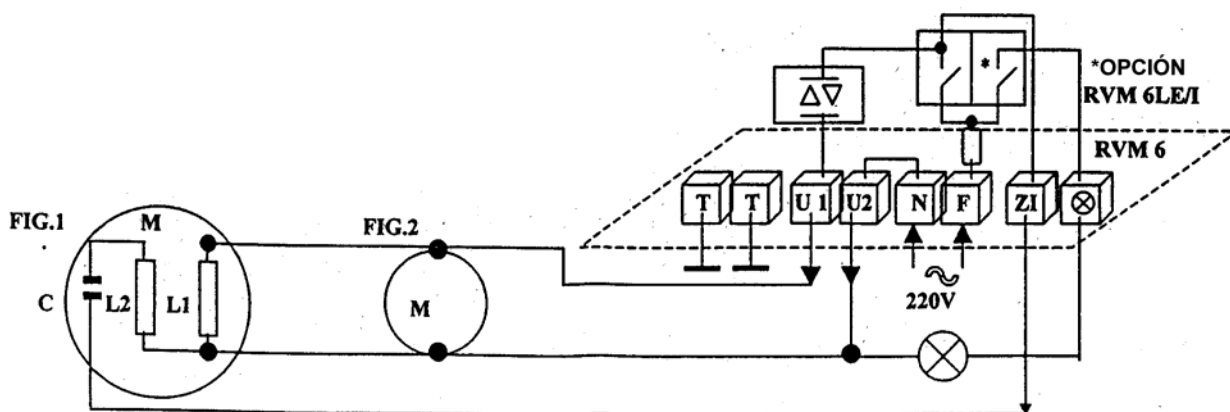 *OPCIÓN
RVM 6LE/I
*
RVM 6
T T U 1 U2 N F ZI
FIG.1 M FIG.2
C L2 L1 M
220V